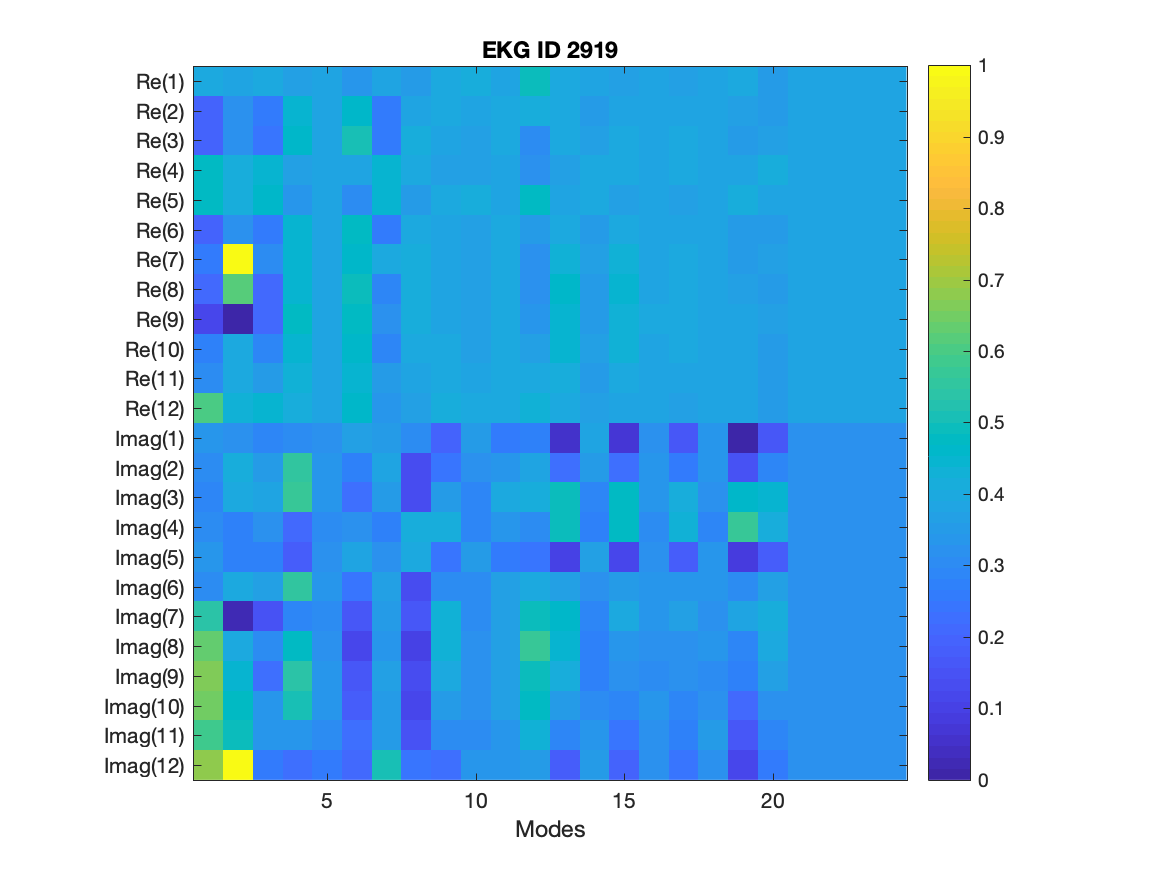 EKG ID 2919
Re(1)
Re(2)
Re(3)
Re(4)
Re(5)
Re(6)
Re(7)
Re(8)
Re(9)
Re(10)
Re(11)
Re(12)
Imag(1)
Imag(2)
Imag(3)
Imag(4)
Imag(5)
Imag(6)
Imag(7)
Imag(8)
Imag(9)
Imag(10)
Imag(11)
Imag(12)
5 10 15 20
Modes
1
0.9
0.8
0.7
0.6
0.5
0.4
0.3
0.2
0.1
0